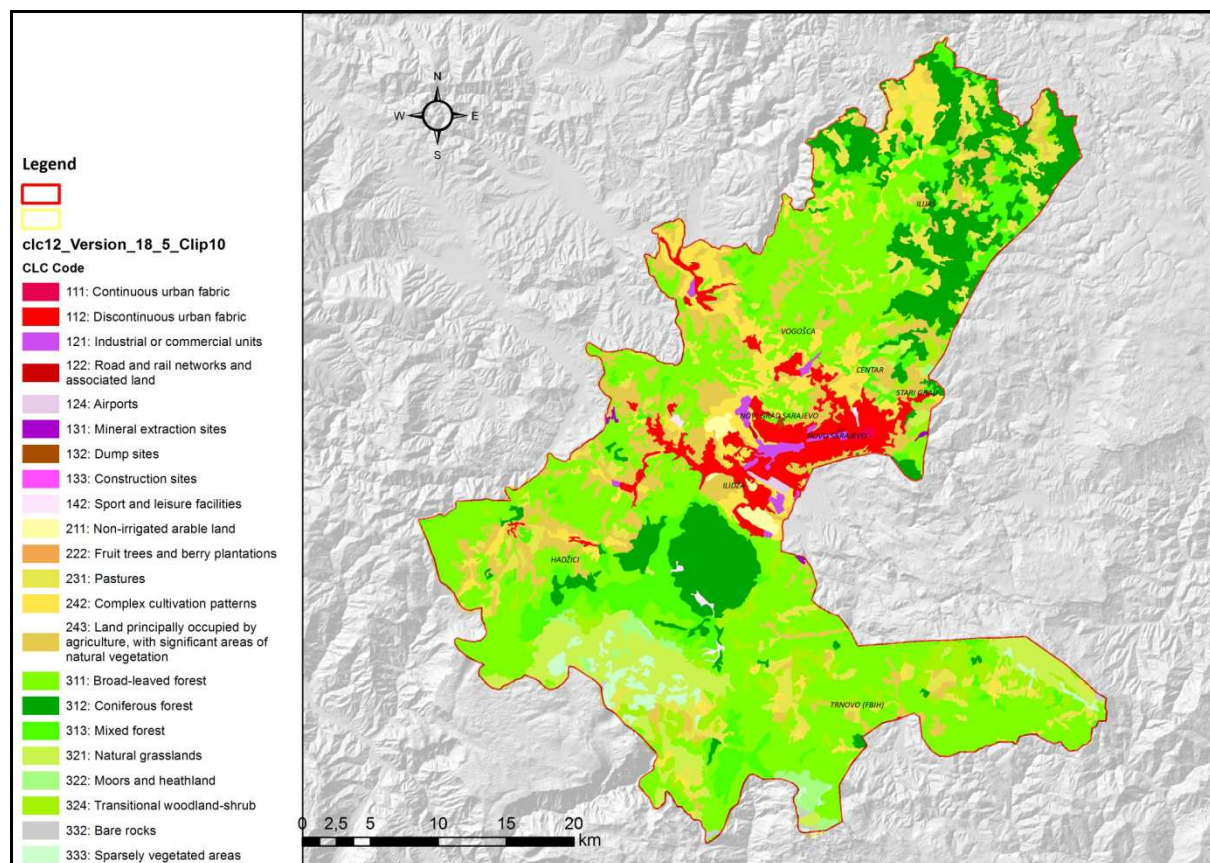 Legend
clc12_Version_18_5_Clip10
CLC Code
111: Continuous urban fabric
112: Discontinuous urban fabric
121: Industrial or commercial units
122: Road and rail networks and
associated land
124: Airports
131: Mineral extraction sites
132: Dump sites
133: Construction sites
142: Sport and leisure facilities
211: Non-irrigated arable land
222: Fruit trees and berry plantations
231: Pastures
242: Complex cultivation patterns
243: Land principally occupied by
agriculture, with significant areas of
natural vegetation
311: Broad-leaved forest
312: Coniferous forest
313: Mixed forest
321: Natural grasslands
322: Moors and heathland
324: Transitional woodland-shrub
332: Bare rocks
333: Sparsely vegetated areas
N
W E
S
ILIJAŠ
VOGOŠĆA
CENTAR
STARI GRAD
NOVI GRAD SARAJEVO
NOVO SARAJEVO
ILIDŽA
HADŽIĆI
TRNOVO (FBIH)
0 2,5 5 10 15 20
km